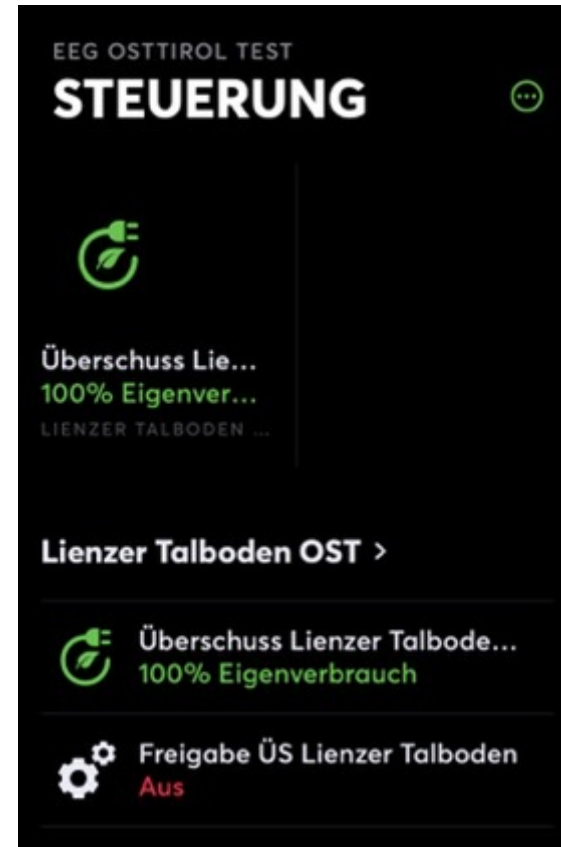 EEG OSTTIROL TEST
STEUERUNG
Überschuss Lie...
100% Eigenver...
LIENZER TALBODEN ...
Lienzer Talboden OST >
Überschuss Lienzer Talbode...
100% Eigenverbrauch
Freigabe ÜS Lienzer Talboden
Aus